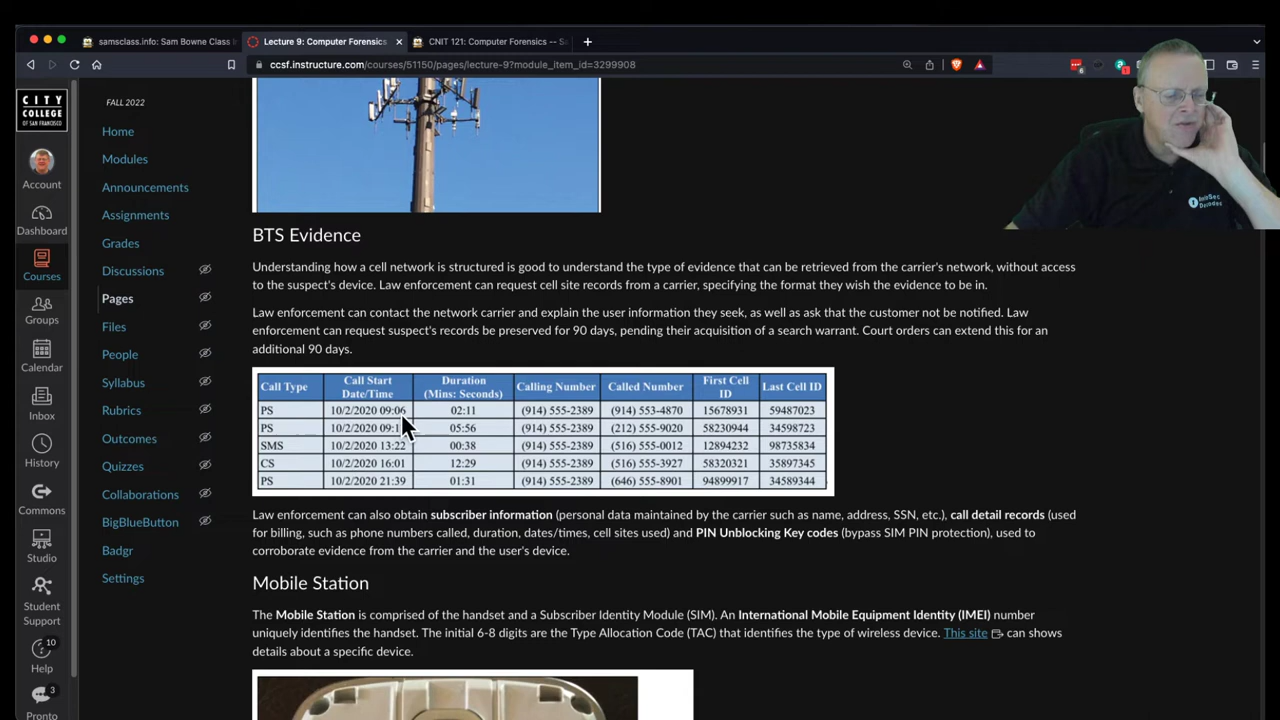 samsclass.info: Sam Bowne Class
Lecture 9: Computer Forensics
CNIT 121: Computer Forensics -- Sa
ccsf.instructure.com/courses/51150/pages/lecture-9?module_item_id=3299908
CITY
COLLEGE
OF SAN FRANCISCO
Account
Dashboard
Courses
Groups
Calendar
Inbox
History
Commons
Studio
Student
Support
10
Help
3
Pronto
FALL 2022
Home
Modules
Announcements
Assignments
Grades
Discussions
Pages
Files
People
Syllabus
Rubrics
Outcomes
Quizzes
Collaborations
BigBlueButton
Badgr
Settings
BTS Evidence
Understanding how a cell network is structured is good to understand the type of evidence that can be retrieved from the carrier's network, without access
to the suspect's device. Law enforcement can request cell site records from a carrier, specifying the format they wish the evidence to be in.
Law enforcement can contact the network carrier and explain the user information they seek, as well as ask that the customer not be notified. Law
enforcement can request suspect's records be preserved for 90 days, pending their acquisition of a search warrant. Court orders can extend this for an
additional 90 days.
Call Type Call Start Date/Time Duration (Mins: Seconds) Calling Number Called Number First Cell ID Last Cell ID
PS 10/2/2020 09:06 02:11 (914) 555-2389 (914) 553-4870 15678931 59487023
PS 10/2/2020 09:1 05:56 (914) 555-2389 (212) 555-9020 58230944 34598723
SMS 10/2/2020 13:22 00:38 (914) 555-2389 (516) 555-0012 12894232 98735834
CS 10/2/2020 16:01 12:29 (914) 555-2389 (516) 555-3927 58320321 35897345
PS 10/2/2020 21:39 01:31 (914) 555-2389 (646) 555-8901 94899917 34589344
Law enforcement can also obtain subscriber information (personal data maintained by the carrier such as name, address, SSN, etc.), call detail records (used
for billing, such as phone numbers called, duration, dates/times, cell sites used) and PIN Unblocking Key codes (bypass SIM PIN protection), used to
corroborate evidence from the carrier and the user's device.
Mobile Station
The Mobile Station is comprised of the handset and a Subscriber Identity Module (SIM). An International Mobile Equipment Identity (IMEI) number
uniquely identifies the handset. The initial 6-8 digits are the Type Allocation Code (TAC) that identifies the type of wireless device. This site can shows
details about a specific device.